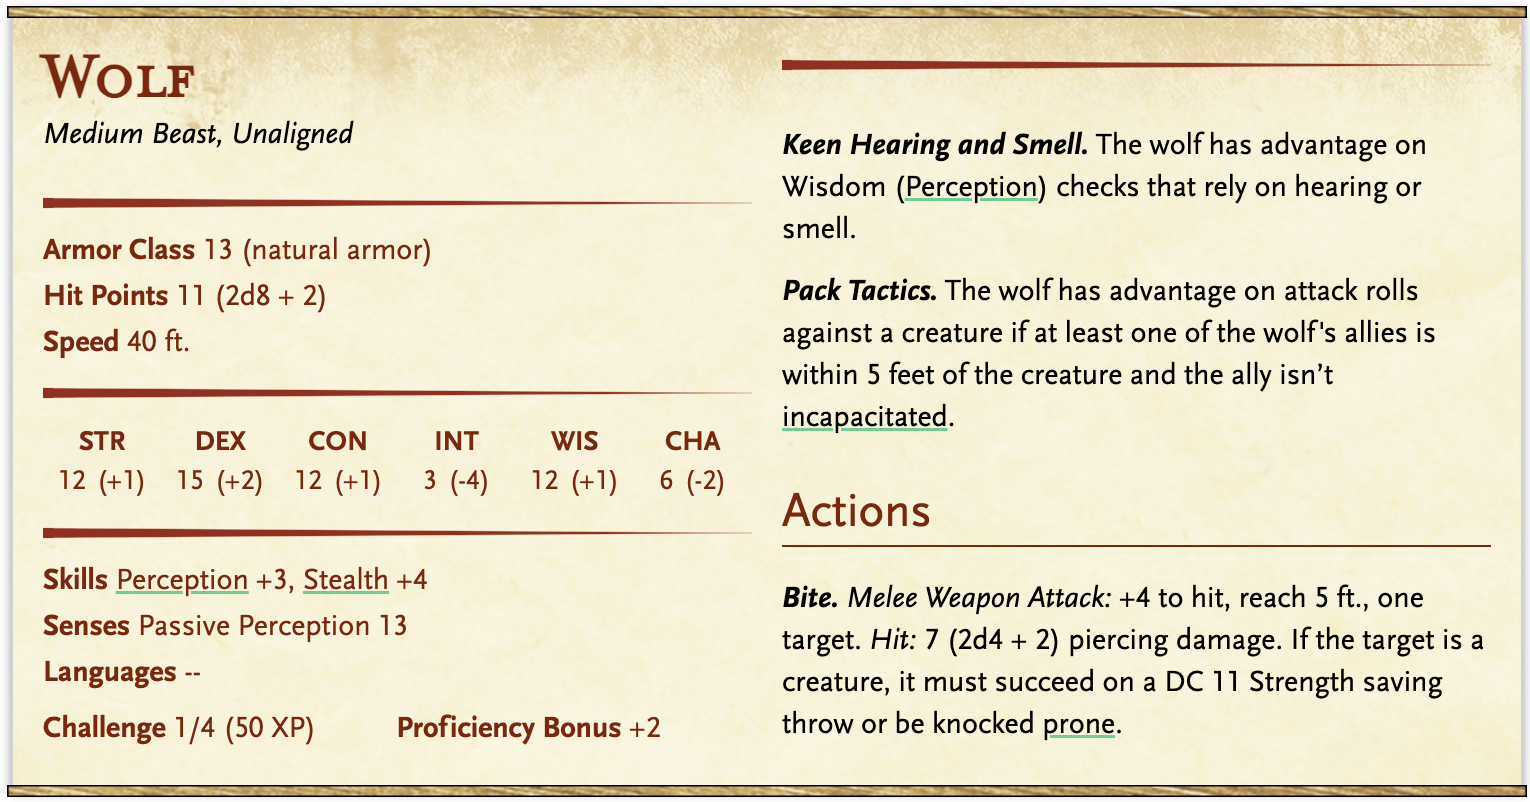 Wolf
Medium Beast, Unaligned
Armor Class 13 (natural armor)
Hit Points 11 (2d8 + 2)
Speed 40 ft.
STR DEX CON INT WIS CHA
12 (+1) 15 (+2) 12 (+1) 3 (-4) 12 (+1) 6 (-2)
Skills Perception +3, Stealth +4
Senses Passive Perception 13
Languages --
Challenge 1/4 (50 XP) Proficiency Bonus +2
Keen Hearing and Smell. The wolf has advantage on
Wisdom (Perception) checks that rely on hearing or
smell.
Pack Tactics. The wolf has advantage on attack rolls
against a creature if at least one of the wolf's allies is
within 5 feet of the creature and the ally isn’t
incapacitated.
Actions
Bite. Melee Weapon Attack: +4 to hit, reach 5 ft., one
target. Hit: 7 (2d4 + 2) piercing damage. If the target is a
creature, it must succeed on a DC 11 Strength saving
throw or be knocked prone.